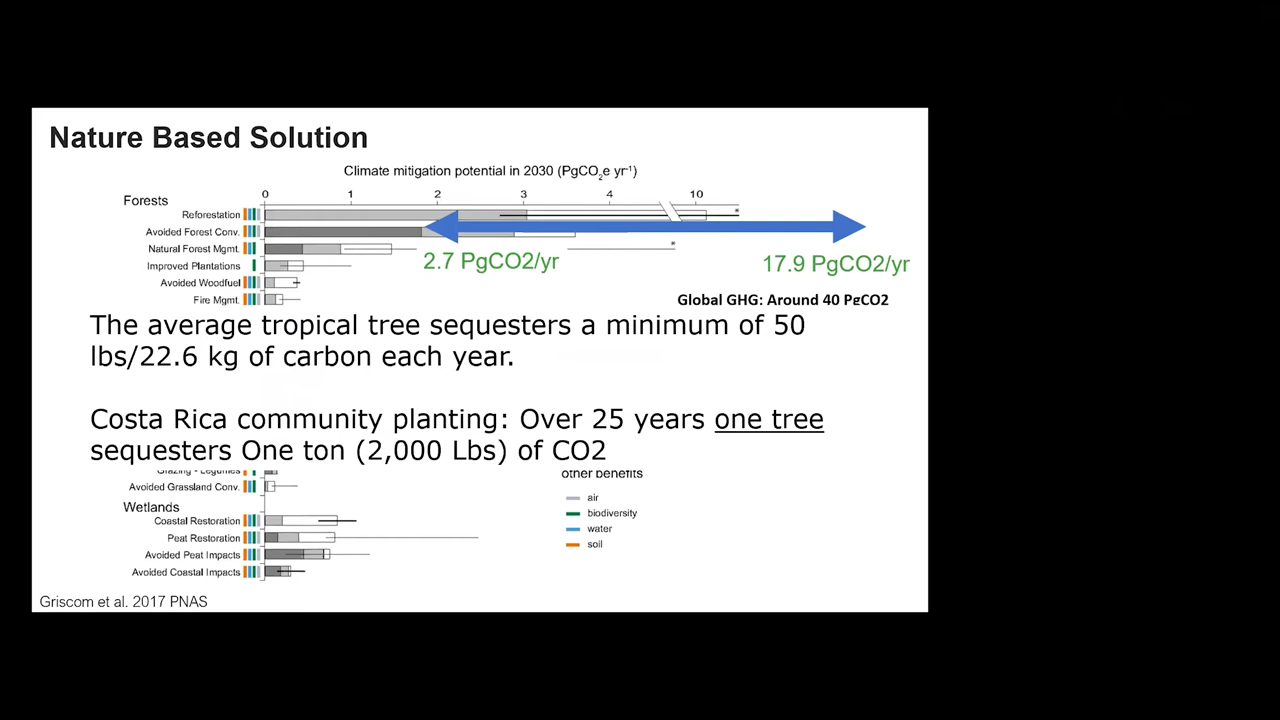 Nature Based Solution
Climate mitigation potential in 2030 (PgCO2e yr-1)
0 1 2 3 4 10
Forests
Reforestation
*
Avoided Forest Conv.
Natural Forest Mgmt.
*
2.7 PgCO2/yr
17.9 PgCO2/yr
Improved Plantations
Avoided Woodfuel
Fire Mgmt.
Global GHG: Around 40 PgCO2
The average tropical tree sequesters a minimum of 50
lbs/22.6 kg of carbon each year.
Costa Rica community planting: Over 25 years one tree
sequesters One ton (2,000 Lbs) of CO2
Grazing - Legumes
other benefits
Avoided Grassland Conv.
air
Wetlands
biodiversity
Coastal Restoration
water
Peat Restoration
soil
Avoided Peat Impacts
Avoided Coastal Impacts
Griscom et al. 2017 PNAS